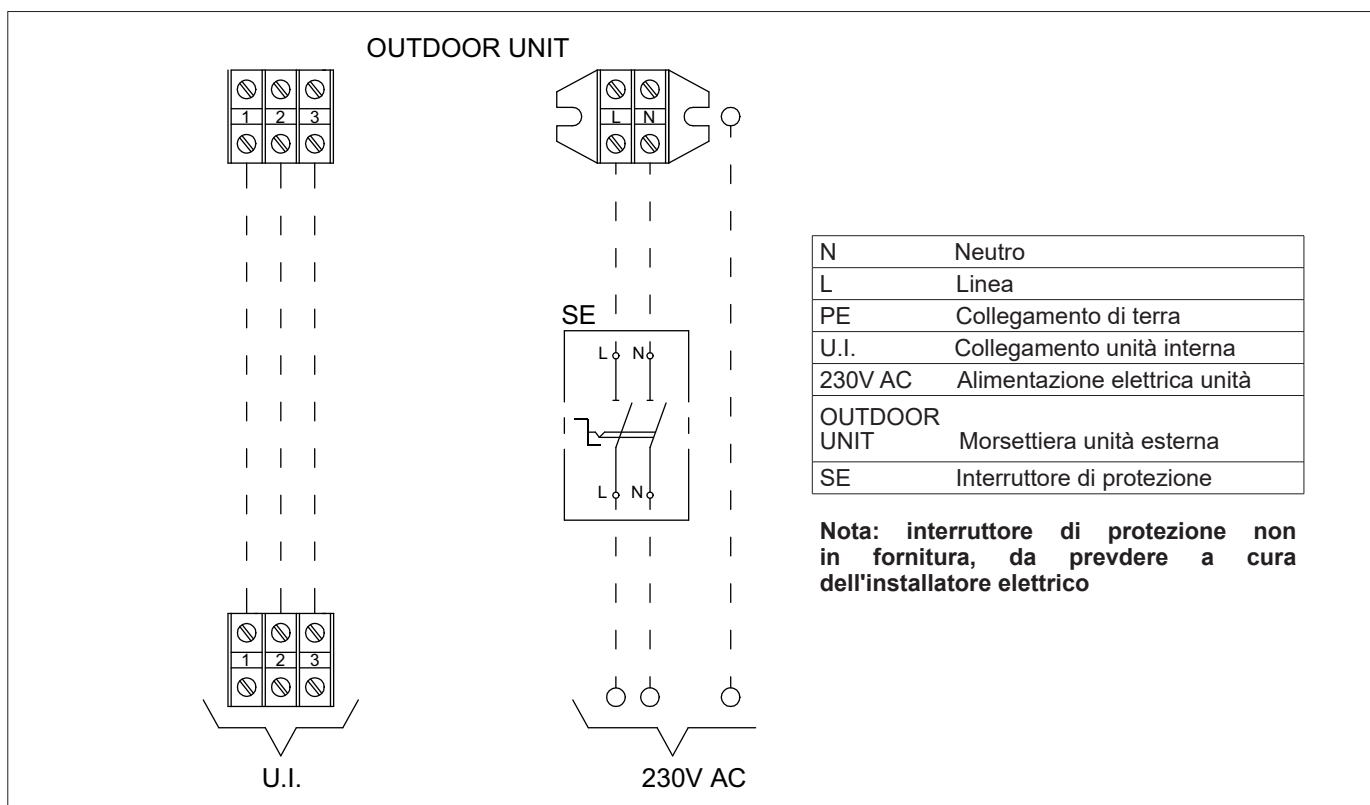 OUTDOOR UNIT
1 2 3
L N
SE
L N
L N
1 2 3
U.I.
230V AC
N Neutro
L Linea
PE Collegamento di terra
U.I. Collegamento unità interna
230V AC Alimentazione elettrica unità
OUTDOOR
UNIT Morsettiera unità esterna
SE Interruttore di protezione
Nota: interruttore di protezione non
in fornitura, da prevdere a cura
dell'installatore elettrico